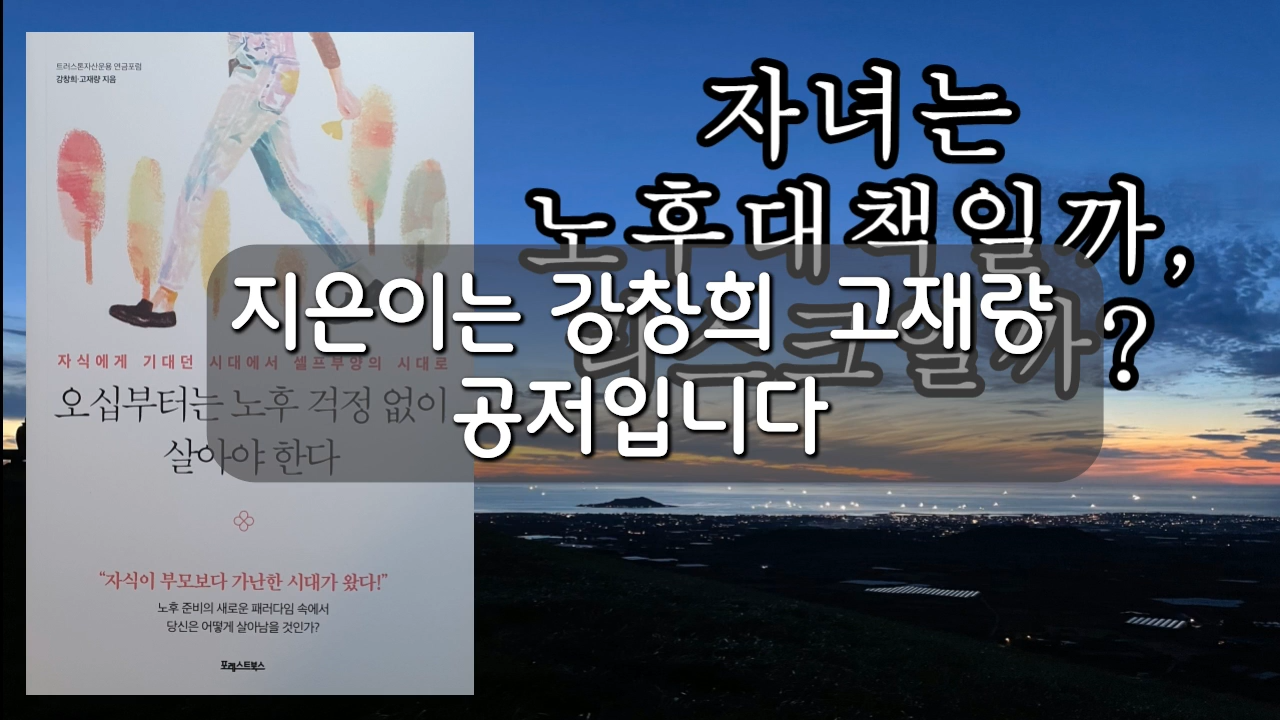 트러스톤자산운용 연금포럼
강창희·고재량 지음
자식에게 기대던 시대에서 셀프부양의 시대로
오십부터는 노후 걱정 없이
살아야 한다
“자식이 부모보다 가난한 시대가 왔다!”
노후 준비의 새로운 패러다임 속에서
당신은 어떻게 살아남을 것인가?
포레스트북스
자녀는
노후대책일까,
리스크일까?
지은이는 강창희 고재량
공저입니다